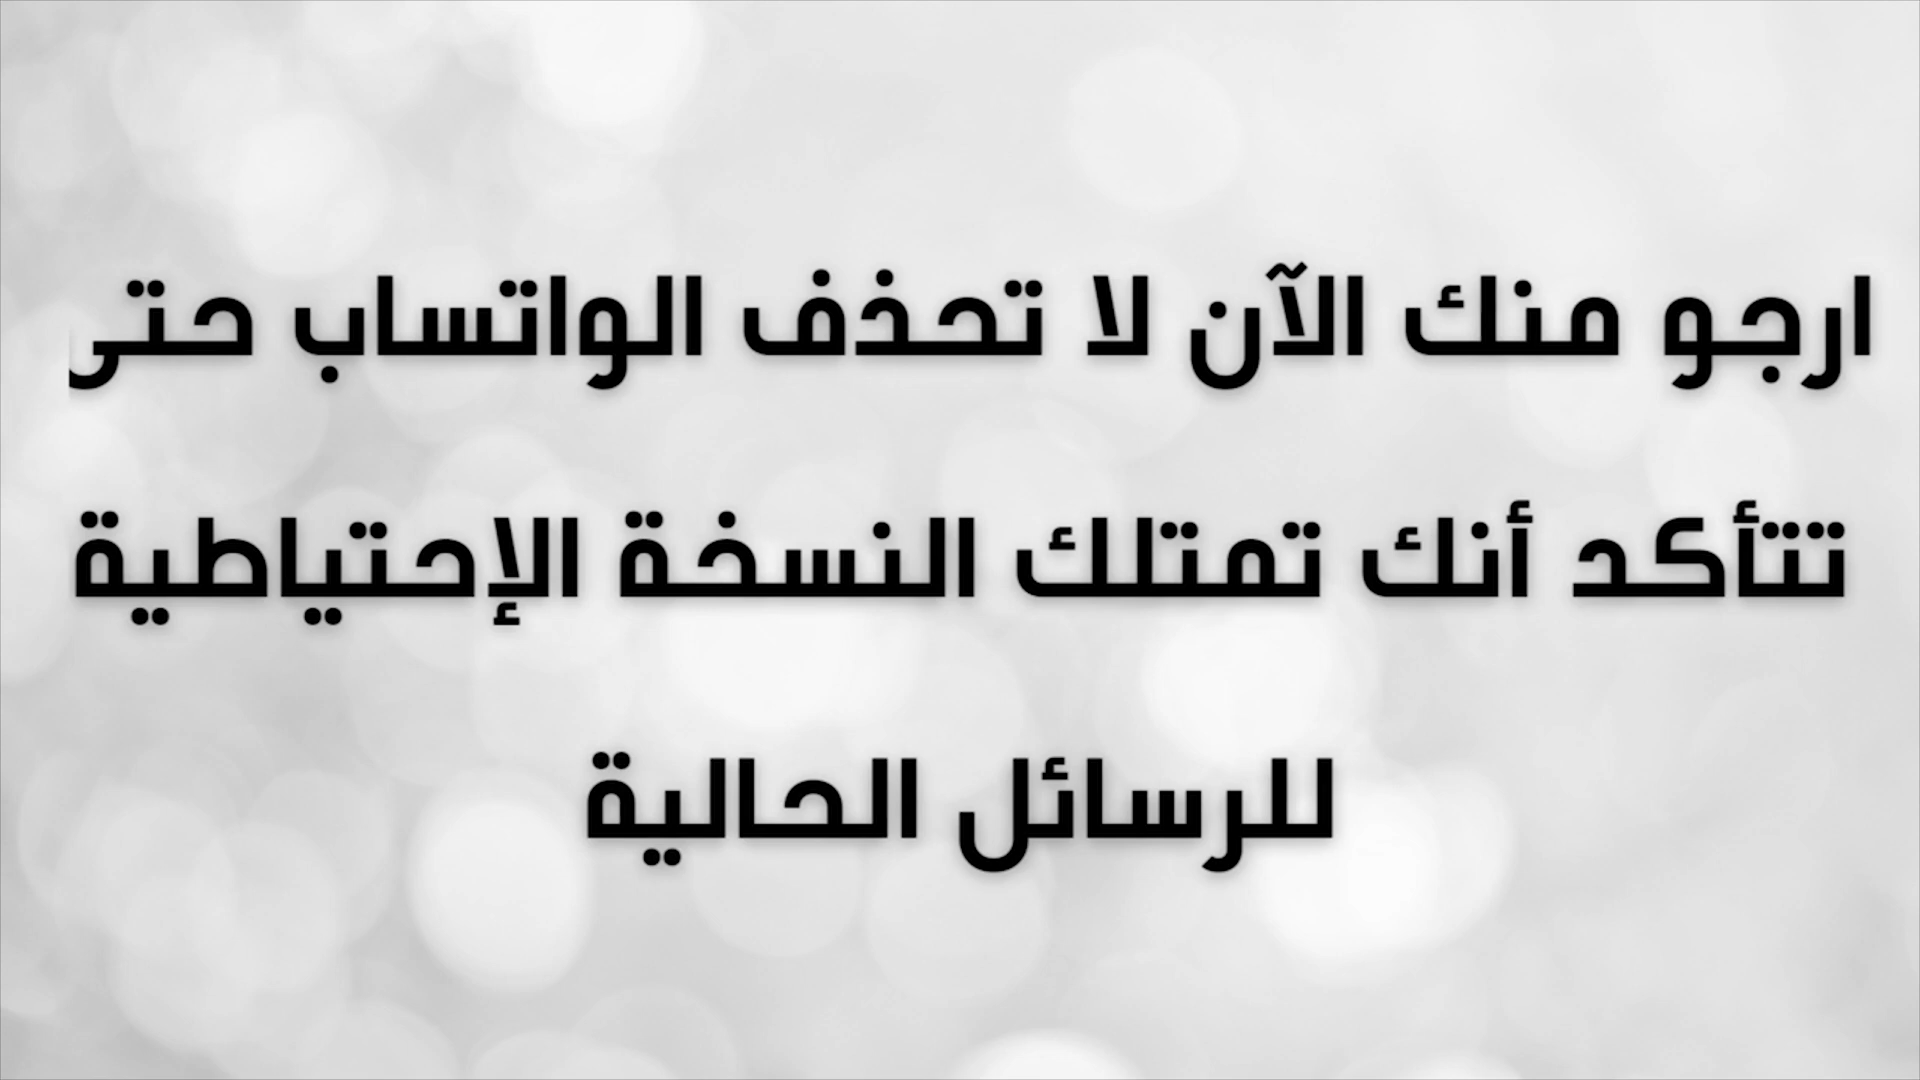 ارجو منك الآن لا تحذف الواتساب حتى
تتأكد أنك تمتلك النسخة الإحتياطية
للرسائل الحالية